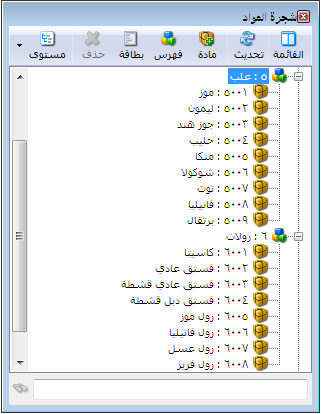 شجرة المواد
القائمة تحديث مادة فهرس بطاقة حذف مستوى
٥ : علب
٥٠٠١ : موز
٥٠٠٢ : ليمون
٥٠٠٣ : جوز هند
٥٠٠٤ : حليب
٥٠٠٥ : منكا
٥٠٠٦ : شوكولا
٥٠٠٧ : توت
٥٠٠٨ : فانيليا
٥٠٠٩ : برتقال
٦ : رولات
٦٠٠١ : كاسيتا
٦٠٠٢ : فستق عادي
٦٠٠٣ : فستق عادي قشطة
٦٠٠٤ : فستق دبل قشطة
٦٠٠٥ : رول موز
٦٠٠٦ : رول فانيليا
٦٠٠٧ : رول عسل
٦٠٠٨ : رول فريز